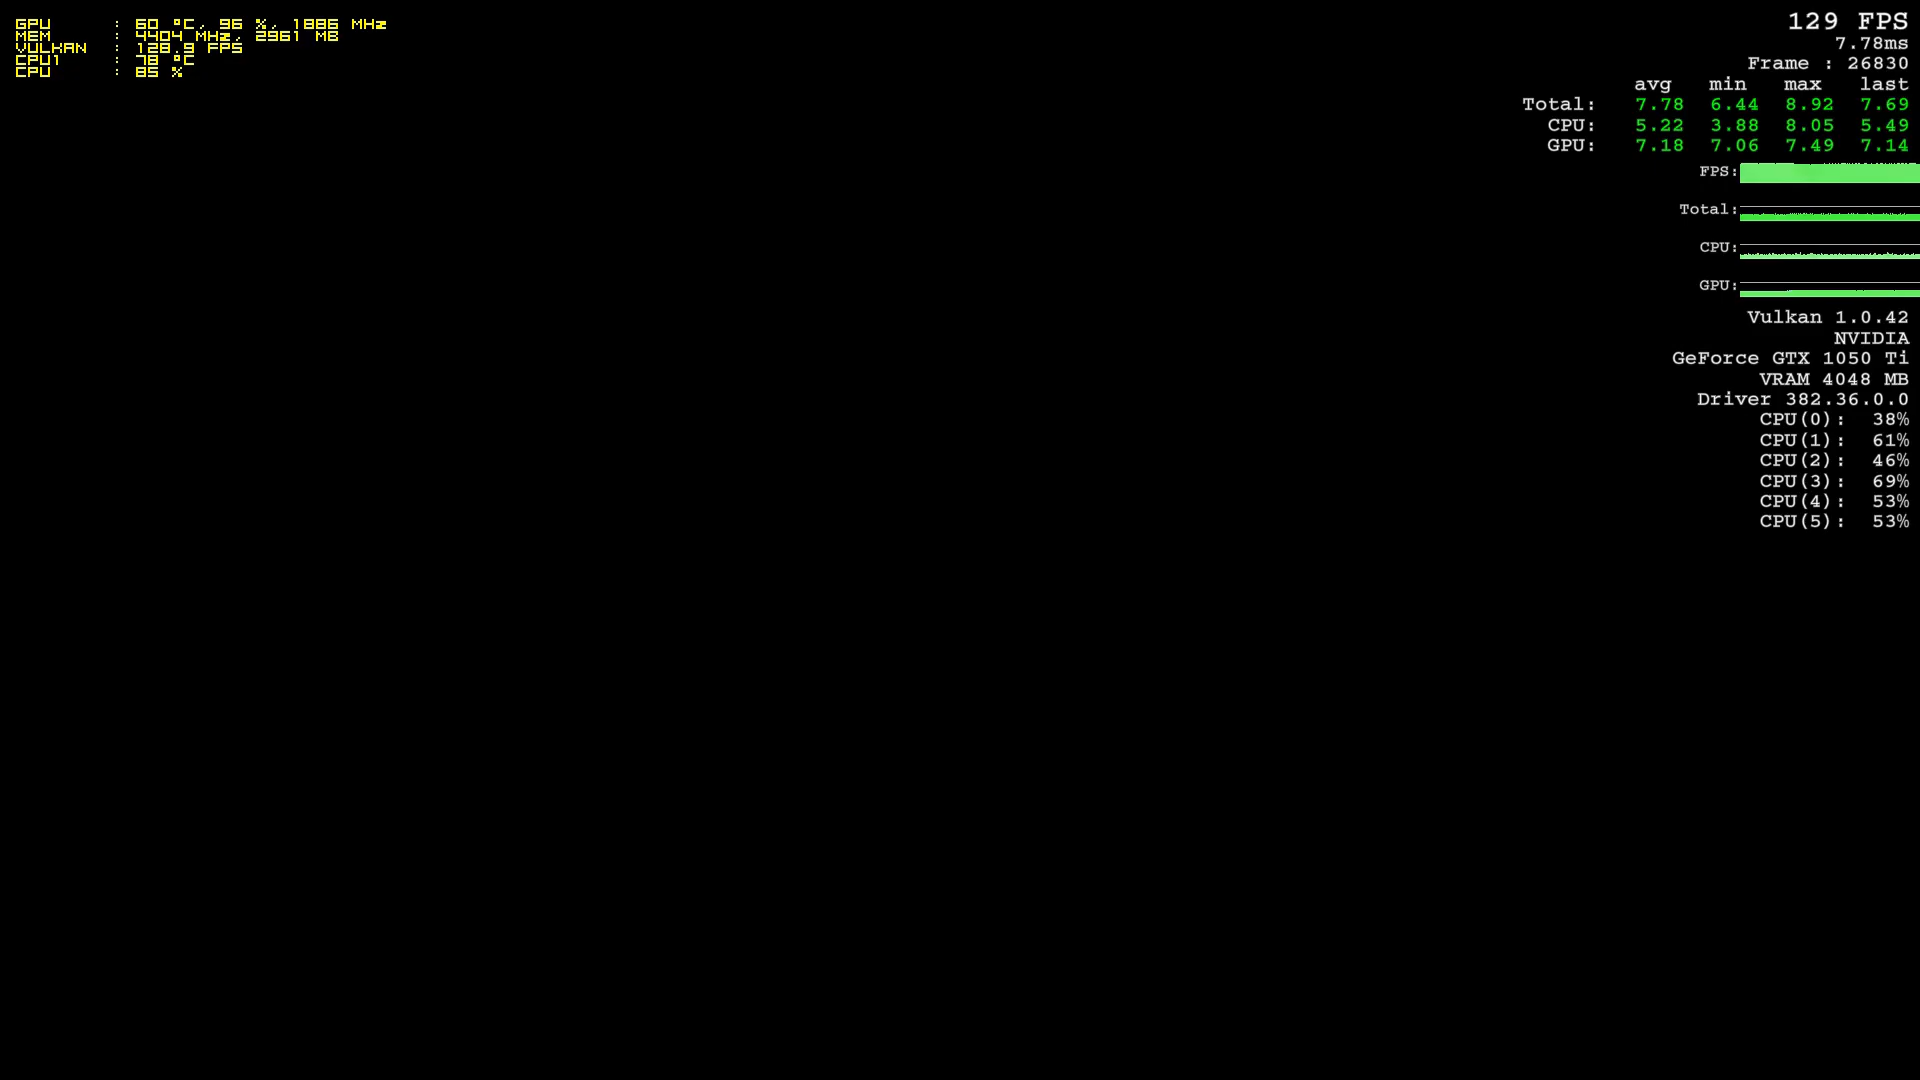 GPU : 60 °C, 96 %, 1886 MHz
MEM : 4404 MHz, 2961 MB
VULKAN : 128.9 FPS
CPU1 : 78 °C
CPU : 85 %
129 FPS
7.78ms
Frame : 26830
avg min max last
Total: 7.78 6.44 8.92 7.69
CPU: 5.22 3.88 8.05 5.49
GPU: 7.18 7.06 7.49 7.14
FPS:
Total:
CPU:
GPU:
Vulkan 1.0.42
NVIDIA
GeForce GTX 1050 Ti
VRAM 4048 MB
Driver 382.36.0.0
CPU(0): 38%
CPU(1): 61%
CPU(2): 46%
CPU(3): 69%
CPU(4): 53%
CPU(5): 53%